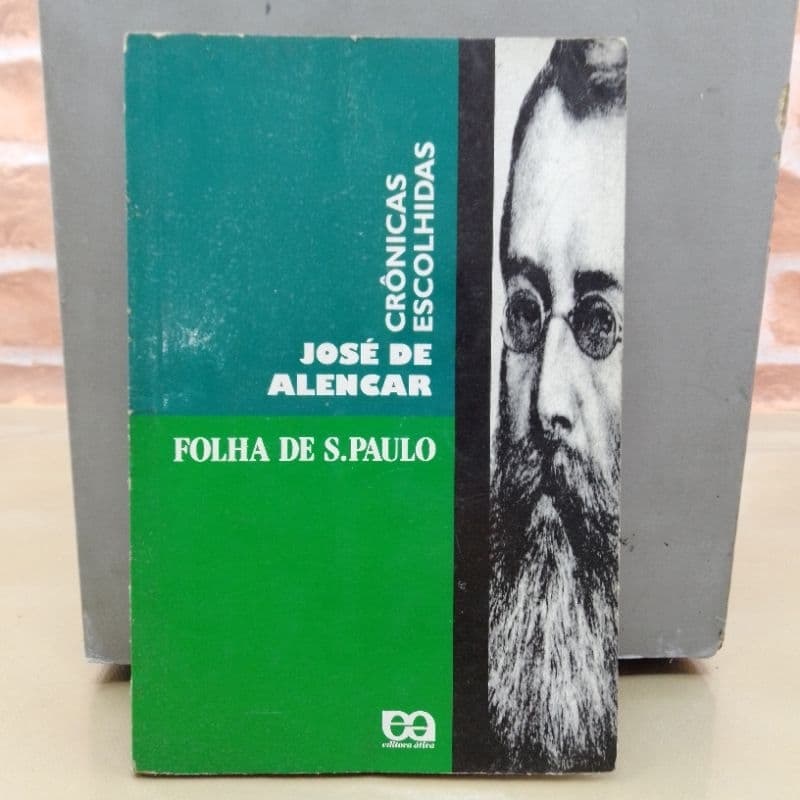 CRÔNICAS
ESCOLHIDAS
JOSÉ DE
ALENCAR
FOLHA DE S.PAULO
ea
editora ática